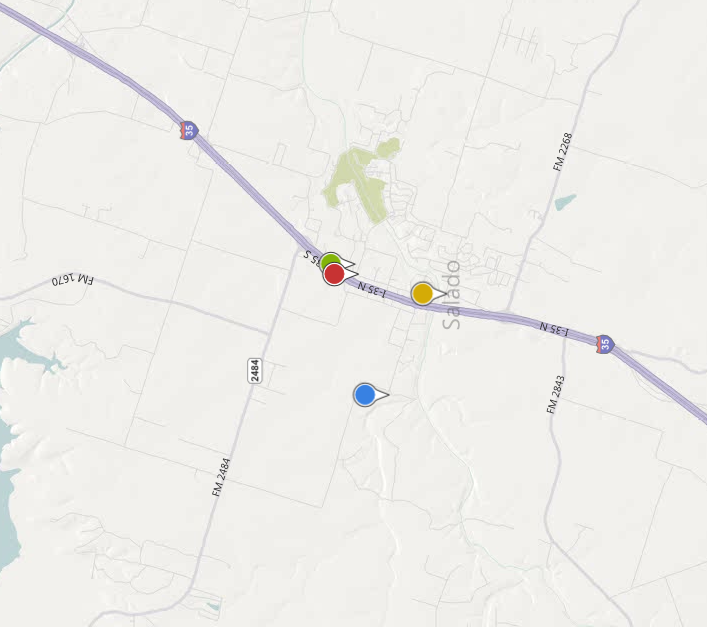 35
FM 2268
35 S
FM 1670
I-35 N
Salado
I-35 N
35
2484
FM 2843
FM 2484